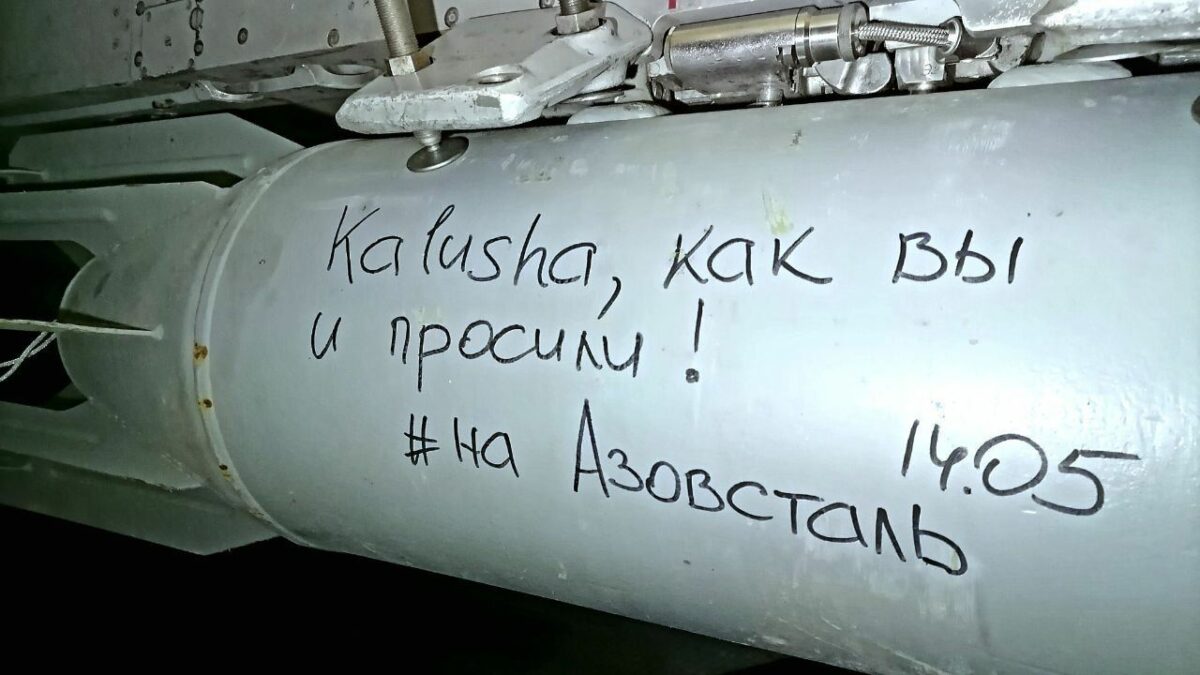 Kalusha, как вы
и просили!
#на Азовсталь
14.05